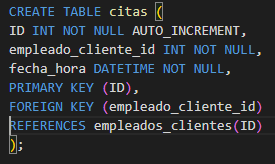 CREATE TABLE citas (
ID INT NOT NULL AUTO_INCREMENT,
empleado_cliente_id INT NOT NULL,
fecha_hora DATETIME NOT NULL,
PRIMARY KEY (ID),
FOREIGN KEY (empleado_cliente_id)
REFERENCES empleados_clientes(ID)
);